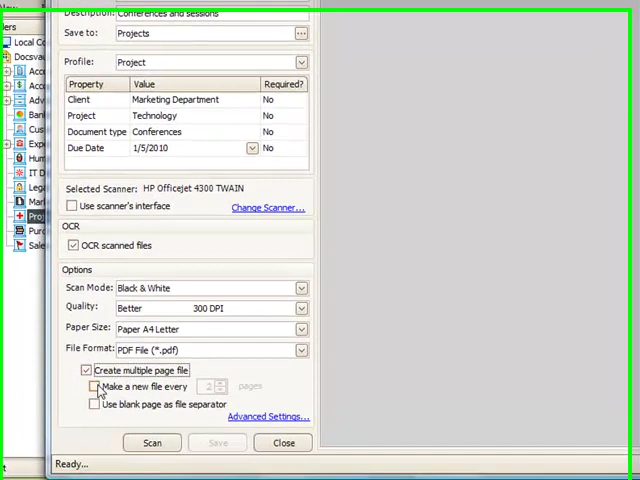 Description: Conferences and sessions
Save to: Projects ...
Profile: Project
Property Value Required?
Client Marketing Department No
Project Technology No
Document type Conferences No
Due Date 1/5/2010 No
Selected Scanner: HP Officejet 4300 TWAIN
Use scanner's interface Change Scanner...
OCR
OCR scanned files
Options
Scan Mode: Black & White
Quality: Better 300 DPI
Paper Size: Paper A4 Letter
File Format: PDF File (*.pdf)
Create multiple page file
Make a new file every 2 pages
Use blank page as file separator
Advanced Settings...
Scan Save Close
Ready...
ers
Local Co
Docsvau
Accu
Acc
Adv
Ban
Cus
Exp
Hum
IT D
Lega
Mar
Proj
Purc
Sale